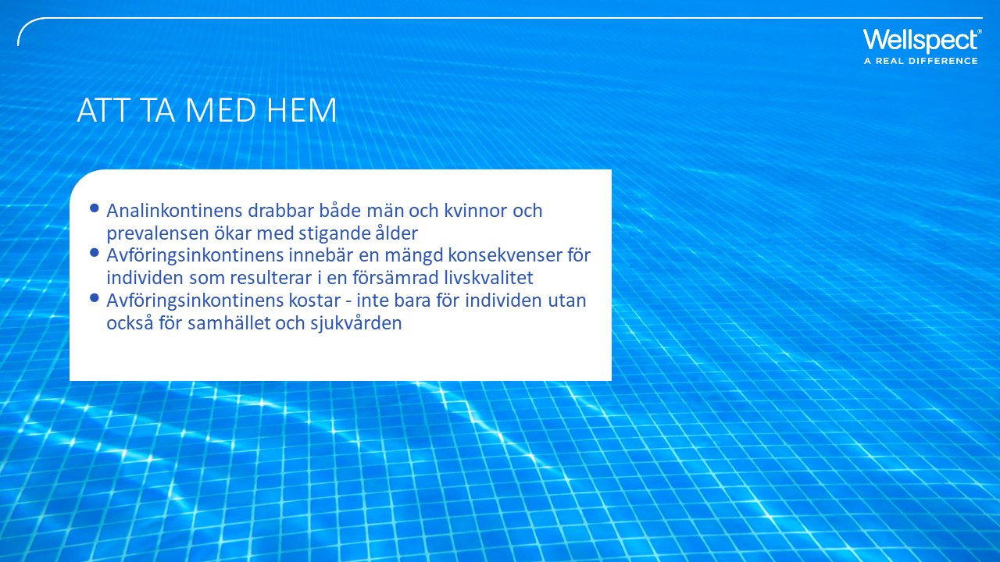 Wellspect®
A REAL DIFFERENCE
ATT TA MED HEM
• Analinkontinens drabbar både män och kvinnor och
prevalensen ökar med stigande ålder
• Avföringsinkontinens innebär en mängd konsekvenser för
individen som resulterar i en försämrad livskvalitet
• Avföringsinkontinens kostar - inte bara för individen utan
också för samhället och sjukvården